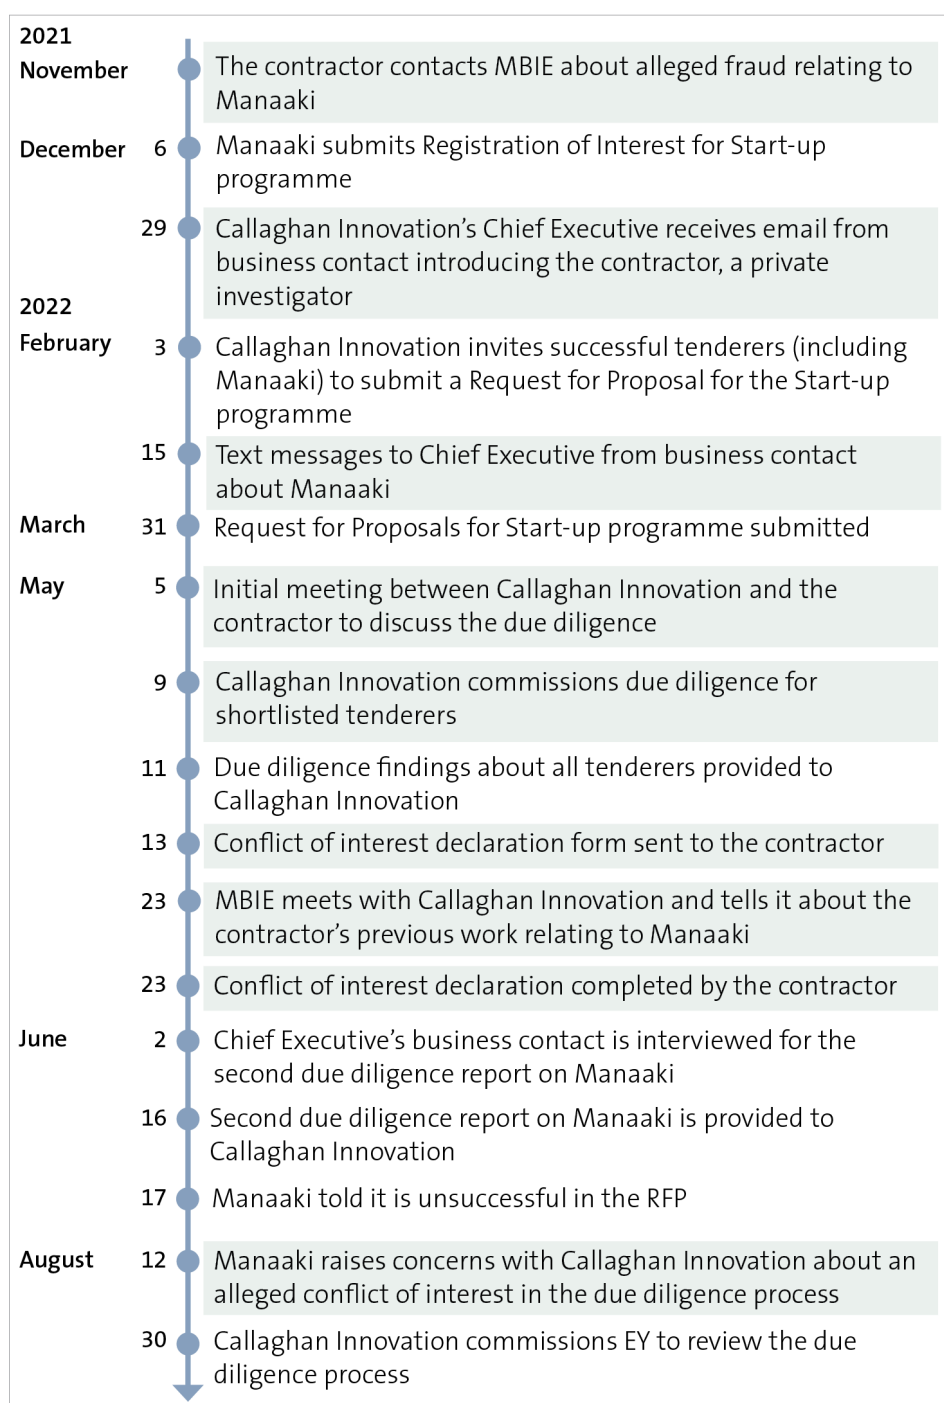 2021
November
The contractor contacts MBIE about alleged fraud relating to
Manaaki
December 6 Manaaki submits Registration of Interest for Start-up
programme
29 Callaghan Innovation’s Chief Executive receives email from
business contact introducing the contractor, a private
investigator
2022
February 3 Callaghan Innovation invites successful tenderers (including
Manaaki) to submit a Request for Proposal for the Start-up
programme
15 Text messages to Chief Executive from business contact
about Manaaki
March 31 Request for Proposals for Start-up programme submitted
May 5 Initial meeting between Callaghan Innovation and the
contractor to discuss the due diligence
9 Callaghan Innovation commissions due diligence for
shortlisted tenderers
11 Due diligence findings about all tenderers provided to
Callaghan Innovation
13 Conflict of interest declaration form sent to the contractor
23 MBIE meets with Callaghan Innovation and tells it about the
contractor’s previous work relating to Manaaki
23 Conflict of interest declaration completed by the contractor
June 2 Chief Executive’s business contact is interviewed for the
second due diligence report on Manaaki
16 Second due diligence report on Manaaki is provided to
Callaghan Innovation
17 Manaaki told it is unsuccessful in the RFP
August 12 Manaaki raises concerns with Callaghan Innovation about an
alleged conflict of interest in the due diligence process
30 Callaghan Innovation commissions EY to review the due
diligence process